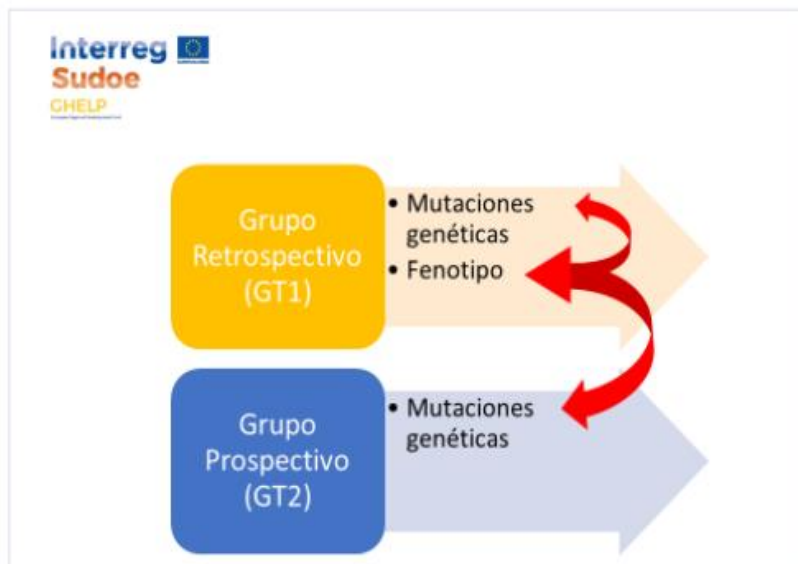 Interreg
Sudoe
GHELP
Grupo
Retrospectivo
(GT1)
• Mutaciones
genéticas
• Fenotipo
Grupo
Prospectivo
(GT2)
• Mutaciones
genéticas